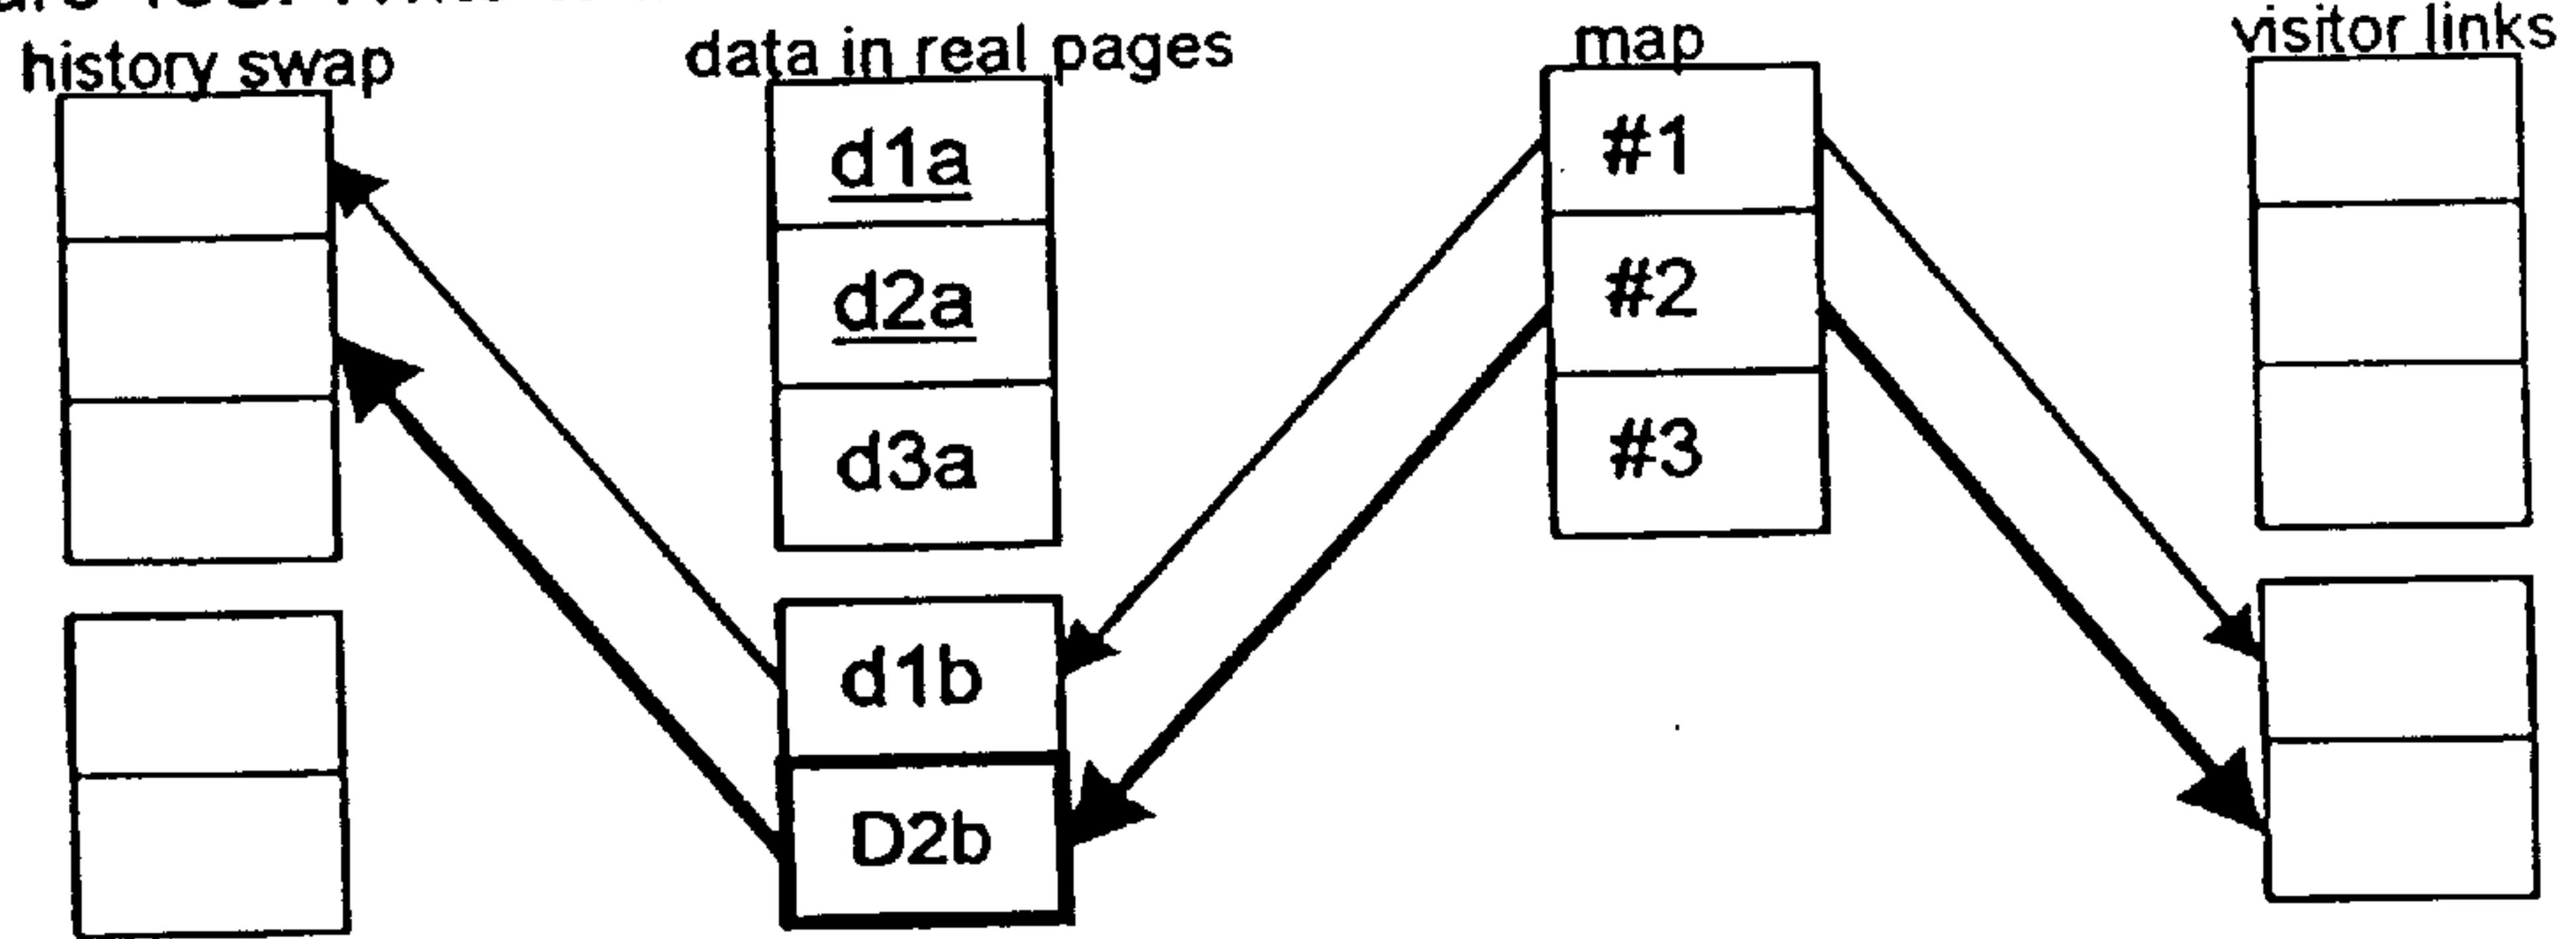 history swap
data in real pages
map
visitor links
d1a
d2a
d3a
d1b
D2b
#1
#2
#3